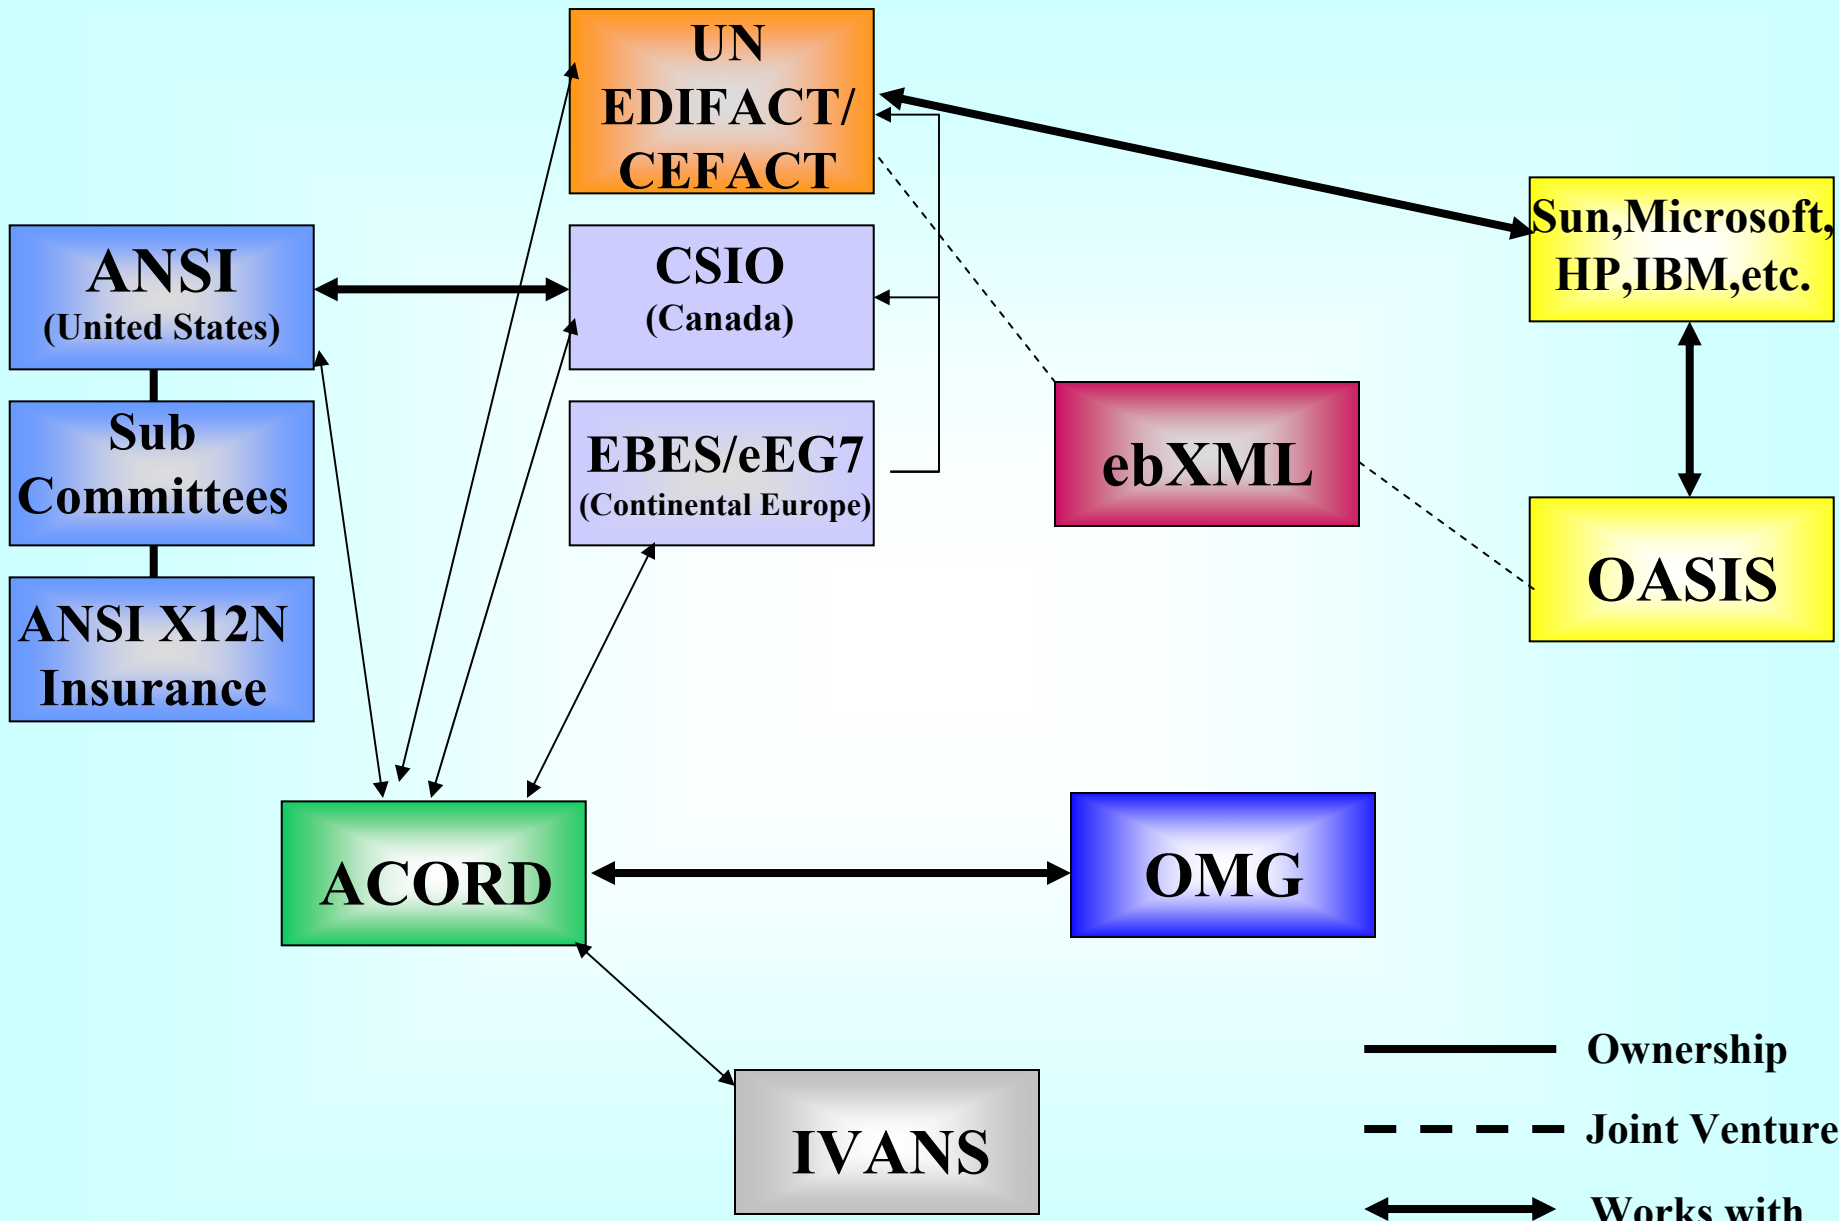 UN
EDIFACT/
CEFACT
Sun,Microsoft,
HP,IBM,etc.
ANSI
(United States)
CSIO
(Canada)
Sub
Committees
EBES/eEG7
(Continental Europe)
ebXML
OASIS
ANSI X12N
Insurance
ACORD
OMG
IVANS
Ownership
Joint Venture
Works with